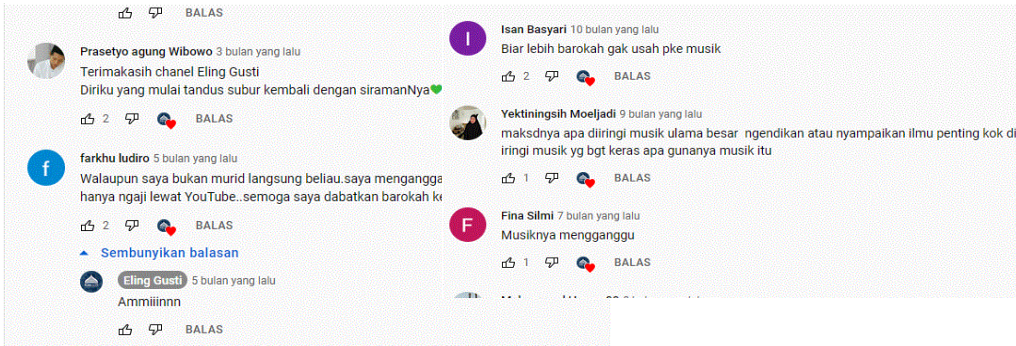 BALAS
Prasetyo agung Wibowo 3 bulan yang lalu
Terimakasih chanel Eling Gusti
Diriku yang mulai tandus subur kembali dengan siramanNya
2 BALAS
f
farkhu ludiro 5 bulan yang lalu
Walaupun saya bukan murid langsung beliau.saya mengangga
hanya ngaji lewat YouTube..semoga saya dabatkan barokah ke
2 BALAS
Sembunyikan balasan
Eling Gusti 5 bulan yang lalu
Ammiiinnn
BALAS
I
Isan Basyari 10 bulan yang lalu
Biar lebih barokah gak usah pke musik
2 BALAS
Yektiningsih Moeljadi 9 bulan yang lalu
maksdnya apa diiringi musik ulama besar ngendikan atau nyampaikan ilmu penting kok di
iringi musik yg bgt keras apa gunanya musik itu
1 BALAS
F
Fina Silmi 7 bulan yang lalu
Musiknya mengganggu
1 BALAS